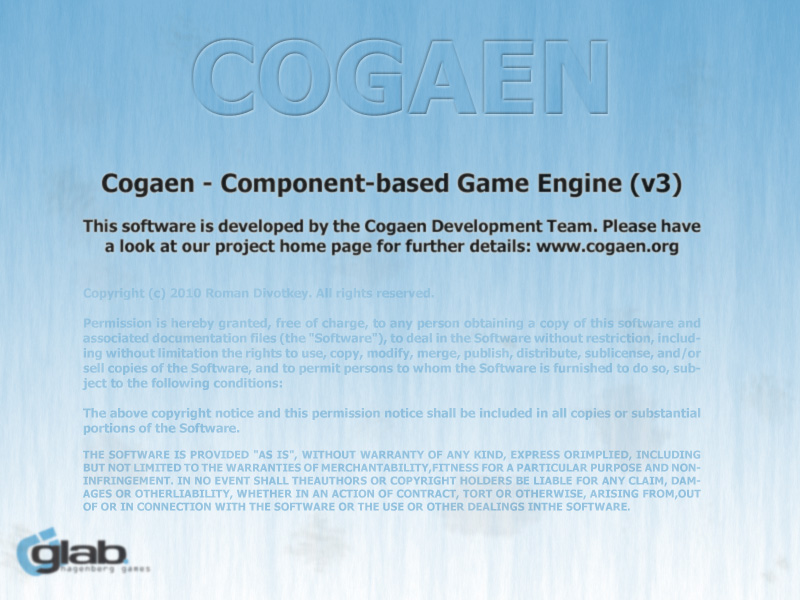 COGAEN
Cogaen - Component-based Game Engine (v3)
This software is developed by the Cogaen Development Team. Please have
a look at our project home page for further details: www.cogaen.org
Copyright (c) 2010 Roman Divotkey. All rights reserved.
Permission is hereby granted, free of charge, to any person obtaining a copy of this software and
associated documentation files (the "Software"), to deal in the Software without restriction, includ-
ing without limitation the rights to use, copy, modify, merge, publish, distribute, sublicense, and/or
sell copies of the Software, and to permit persons to whom the Software is furnished to do so, sub-
ject to the following conditions:
The above copyright notice and this permission notice shall be included in all copies or substantial
portions of the Software.
THE SOFTWARE IS PROVIDED "AS IS", WITHOUT WARRANTY OF ANY KIND, EXPRESS ORIMPLIED, INCLUDING
BUT NOT LIMITED TO THE WARRANTIES OF MERCHANTABILITY,FITNESS FOR A PARTICULAR PURPOSE AND NON-
INFRINGEMENT. IN NO EVENT SHALL THEAUTHORS OR COPYRIGHT HOLDERS BE LIABLE FOR ANY CLAIM, DAM-
AGES OR OTHERLIABILITY, WHETHER IN AN ACTION OF CONTRACT, TORT OR OTHERWISE, ARISING FROM,OUT
OF OR IN CONNECTION WITH THE SOFTWARE OR THE USE OR OTHER DEALINGS INTHE SOFTWARE.
glab
hagenberg games